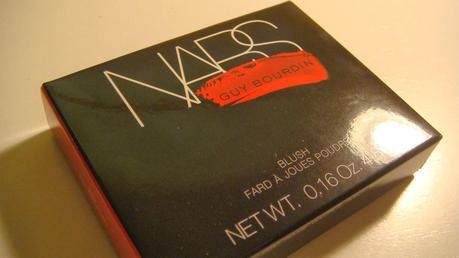 NARS
GUY BOURDIN
BLUSH
FARD À JOUES POUDRE
NET WT. 0.16 Oz.